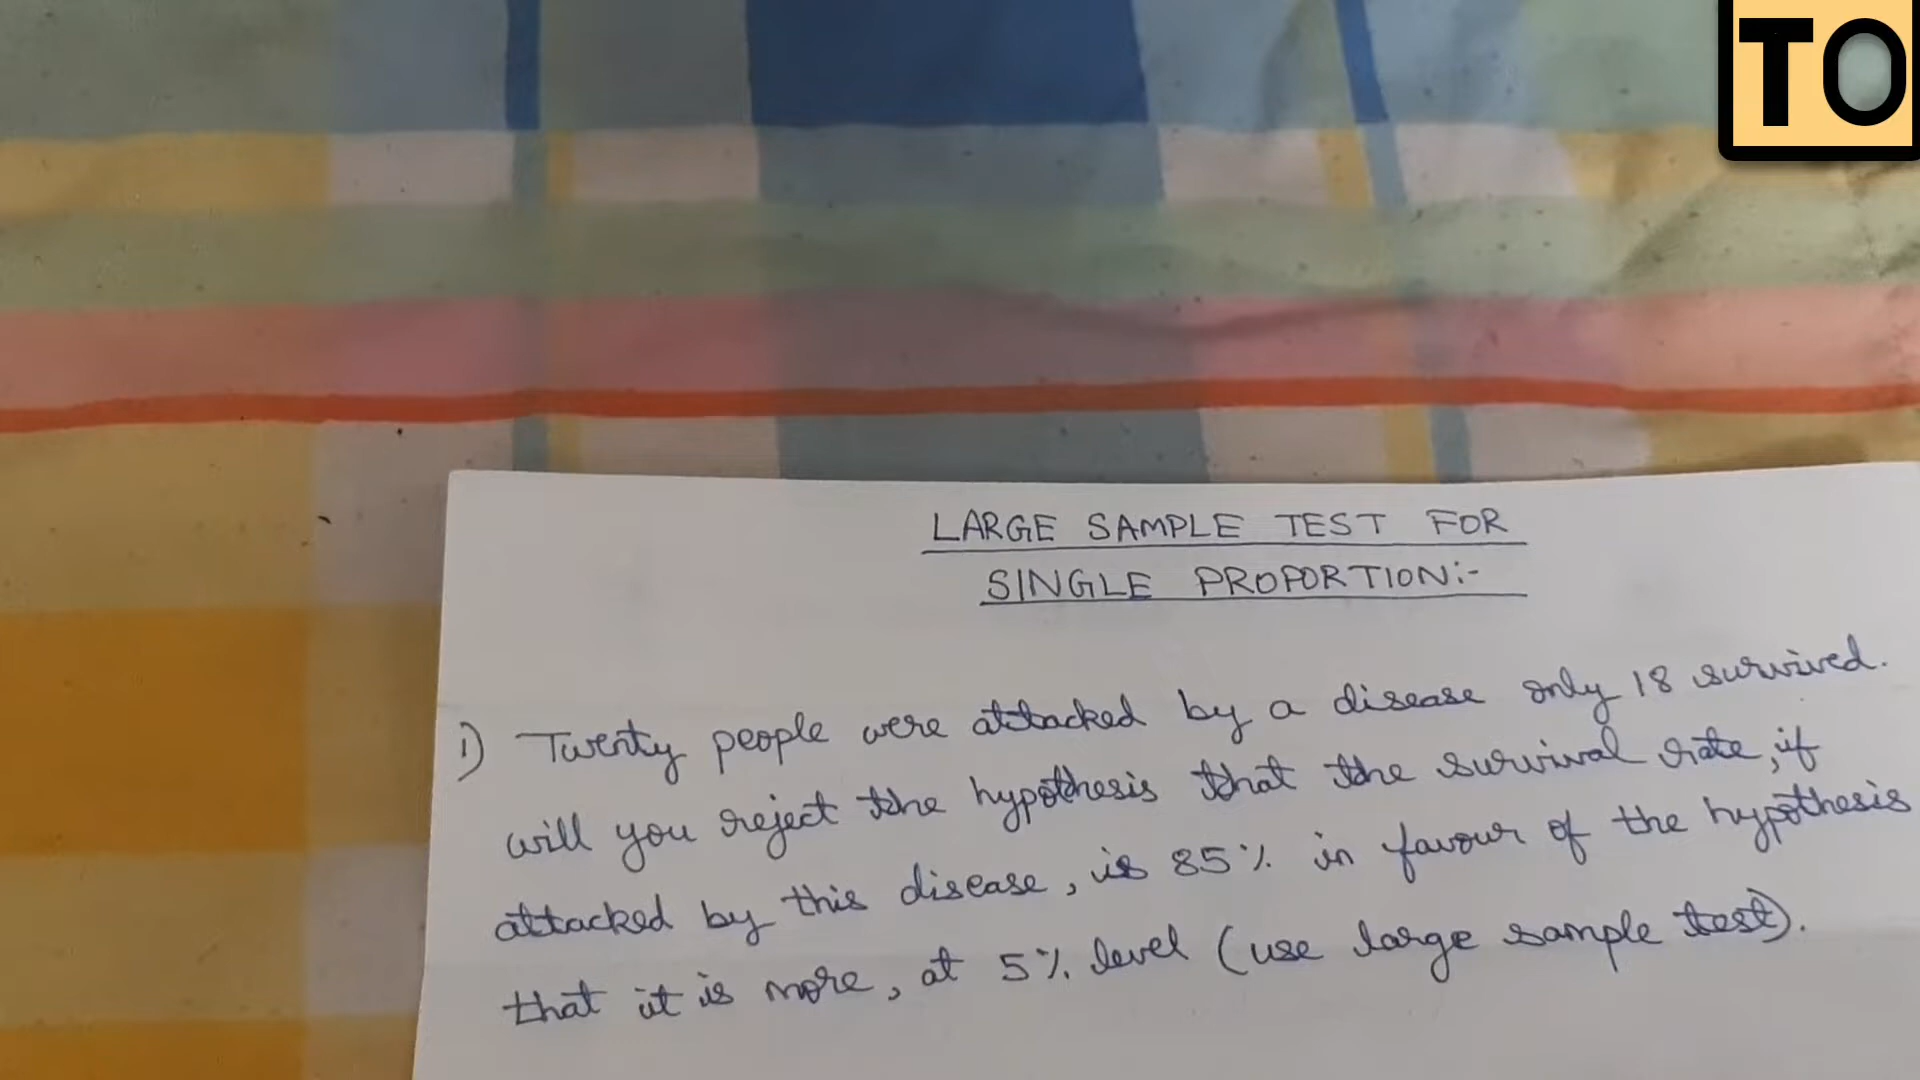 TO
LARGE SAMPLE TEST FOR
SINGLE PROPORTION:-
1) Twenty people were attacked by a disease only 18 survived.
will you reject the hypothesis that the survival rate, if
attacked by this disease, is 85% in favour of the hypothesis
that it is more, at 5% level (use large sample test).